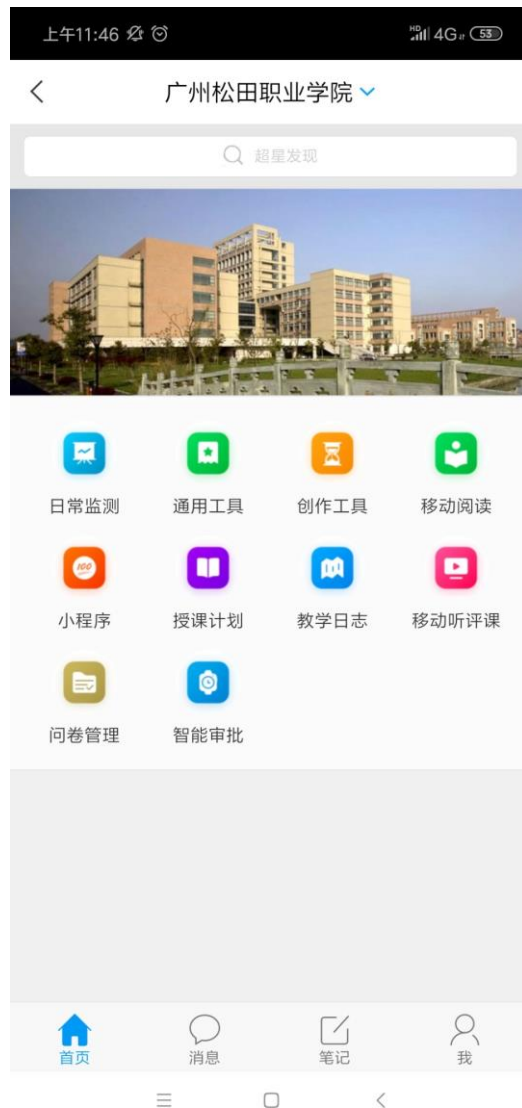 上午11:46
HD 4G 53
广州松田职业学院
超星发现
日常监测 通用工具 创作工具 移动阅读
100
小程序 授课计划 教学日志 移动听评课
问卷管理 智能审批
首页 消息 笔记 我